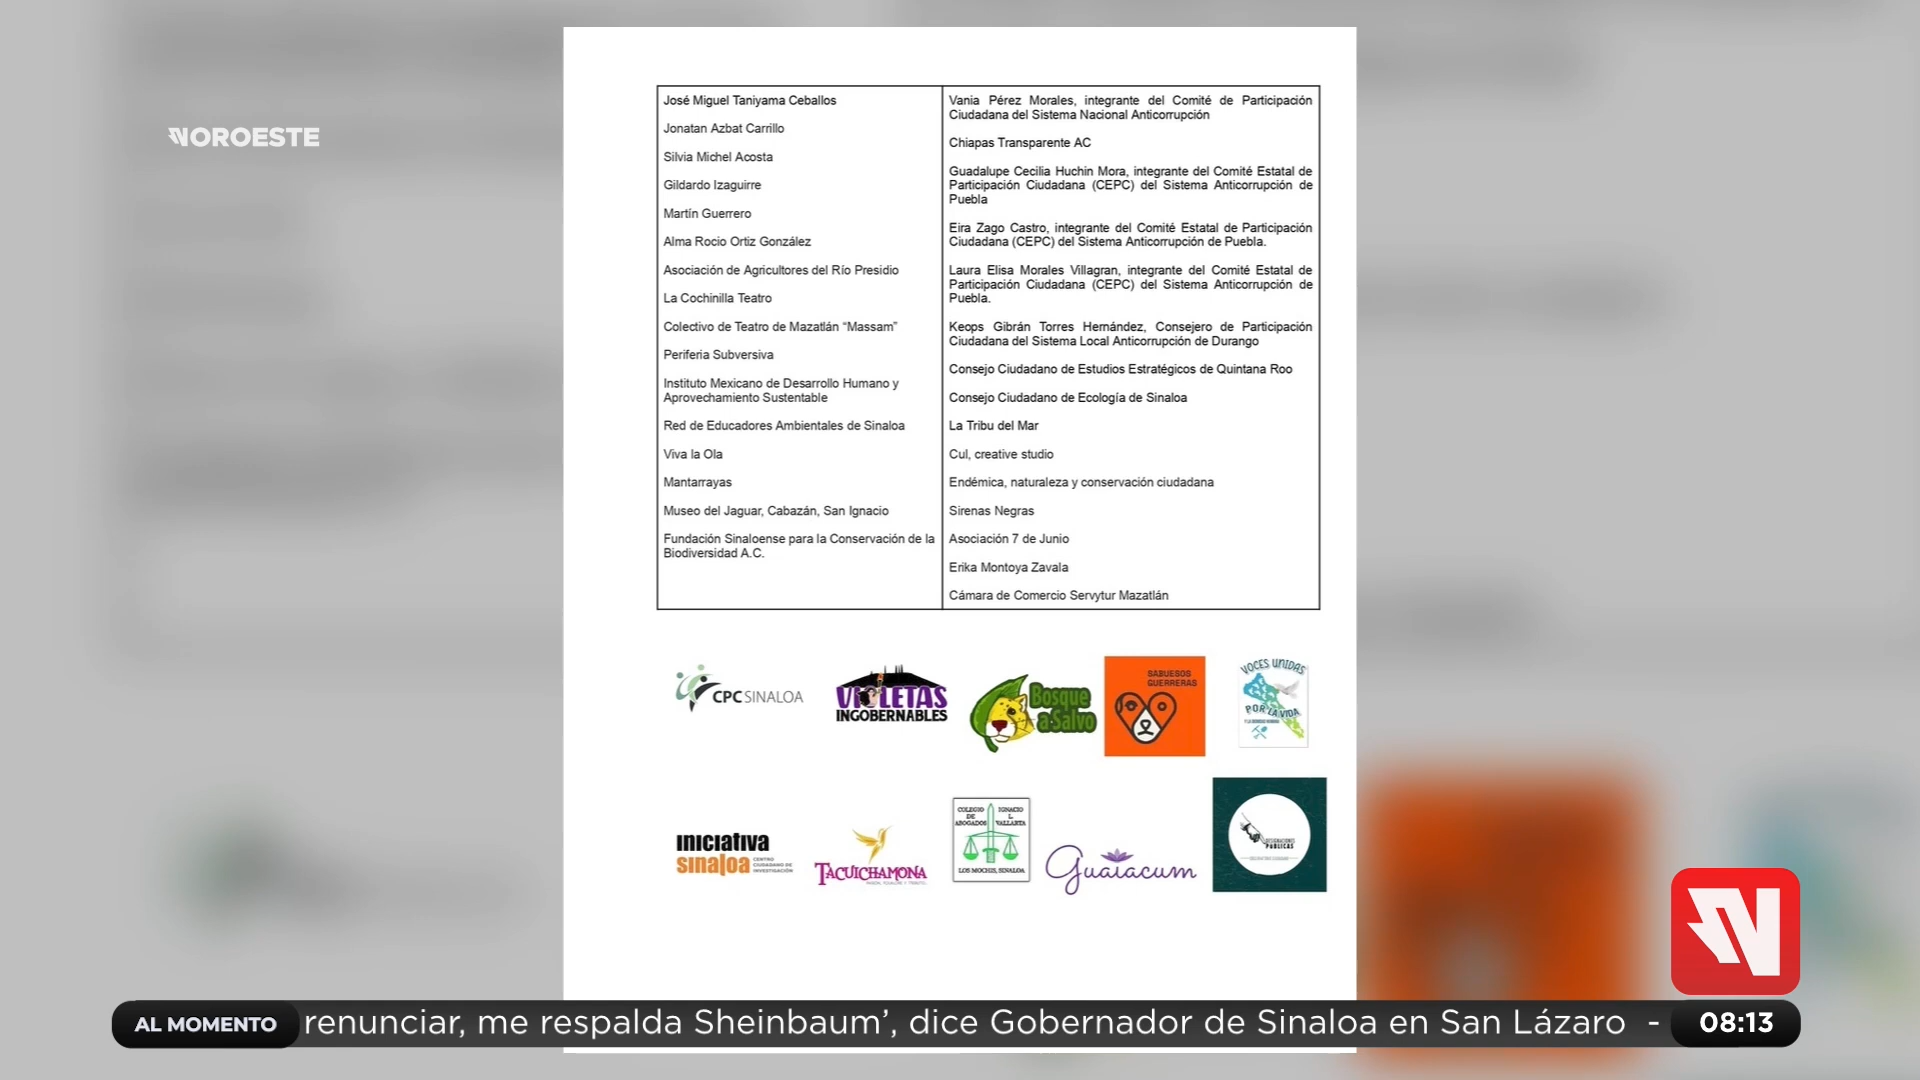 NOROESTE
José Miguel Taniyama Ceballos
Jonatan Azbat Carrillo
Silvia Michel Acosta
Gildardo Izaguirre
Martín Guerrero
Alma Rocio Ortiz González
Asociación de Agricultores del Río Presidio
La Cochinilla Teatro
Colectivo de Teatro de Mazatlán “Massam”
Periferia Subversiva
Instituto Mexicano de Desarrollo Humano y
Aprovechamiento Sustentable
Red de Educadores Ambientales de Sinaloa
Viva la Ola
Mantarrayas
Museo del Jaguar, Cabazán, San Ignacio
Fundación Sinaloense para la Conservación de la
Biodiversidad A.C.
Vania Pérez Morales, integrante del Comité de Participación
Ciudadana del Sistema Nacional Anticorrupción
Chiapas Transparente AC
Guadalupe Cecilia Huchin Mora, integrante del Comité Estatal de
Participación Ciudadana (CEPC) del Sistema Anticorrupción de
Puebla
Eira Zago Castro, integrante del Comité Estatal de Participación
Ciudadana (CEPC) del Sistema Anticorrupción de Puebla.
Laura Elisa Morales Villagran, integrante del Comité Estatal de
Participación Ciudadana (CEPC) del Sistema Anticorrupción de
Puebla.
Keops Gibrán Torres Hernández, Consejero de Participación
Ciudadana del Sistema Local Anticorrupción de Durango
Consejo Ciudadano de Estudios Estratégicos de Quintana Roo
Consejo Ciudadano de Ecología de Sinaloa
La Tribu del Mar
Cul, creative studio
Endémica, naturaleza y conservación ciudadana
Sirenas Negras
Asociación 7 de Junio
Erika Montoya Zavala
Cámara de Comercio Servytur Mazatlán
CPCSINALOA
VIOLETAS
INGOBERNABLES
Bosque
a Salvo
SABUESOS
GUERRERAS
VOCES UNIDAS
POR LA VIDA
iniciativa
sinaloa
CENTRO
CIUDADANO DE
INVESTIGACIÓN
TACUICHAMONA
COLEGIO IGNACIO
DE L.
ABOGADOS VALLARTA
LOS MOCHIS, SINALOA
Guaiacum
DESIGNACIONES
PÚBLICAS
AL MOMENTO
renunciar, me respalda Sheinbaum’, dice Gobernador de Sinaloa en San Lázaro -
08:13